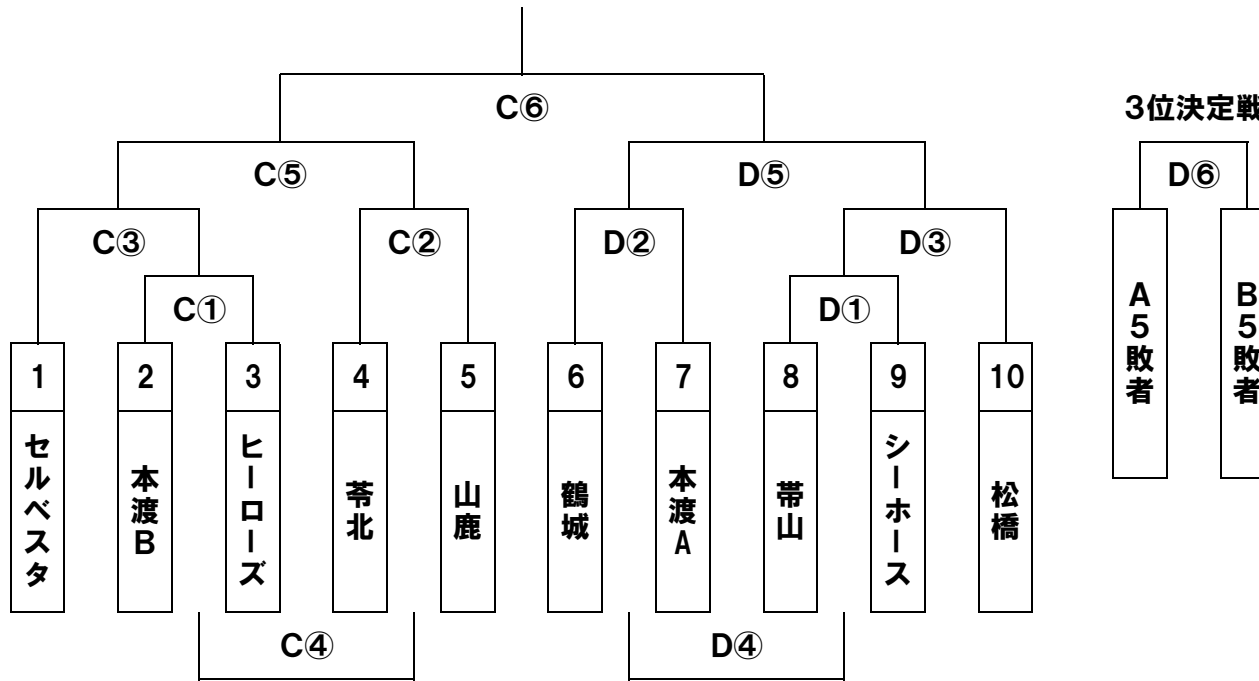 C⑥
3位決定戦
C⑤
D⑤
D⑥
C③
C②
D②
D③
C①
D①
A5敗者
B5敗者
1
2
3
4
5
6
7
8
9
10
セルベスタ
本渡B
ヒーローズ
苓北
山鹿
鶴城
本渡A
帯山
シーホース
松橋
C④
D④